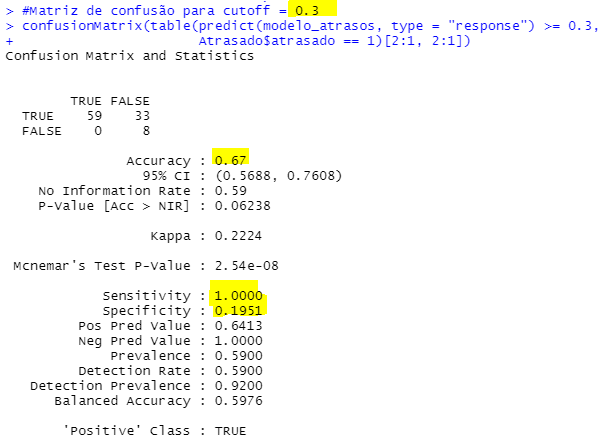 > #Matriz de confusão para cutoff = 0.3
> confusionMatrix(table(predict(modelo_atrasos, type = "response") >= 0.3,
+                       Atrasado$atrasado == 1)[2:1, 2:1])
Confusion Matrix and Statistics

        TRUE FALSE
  TRUE    59    33
  FALSE    0     8

               Accuracy : 0.67
                 95% CI : (0.5688, 0.7608)
    No Information Rate : 0.59
    P-Value [Acc > NIR] : 0.06238

                  Kappa : 0.2224

 Mcnemar's Test P-Value : 2.54e-08

            Sensitivity : 1.0000
            Specificity : 0.1951
         Pos Pred Value : 0.6413
         Neg Pred Value : 1.0000
             Prevalence : 0.5900
         Detection Rate : 0.5900
   Detection Prevalence : 0.9200
      Balanced Accuracy : 0.5976

       'Positive' Class : TRUE